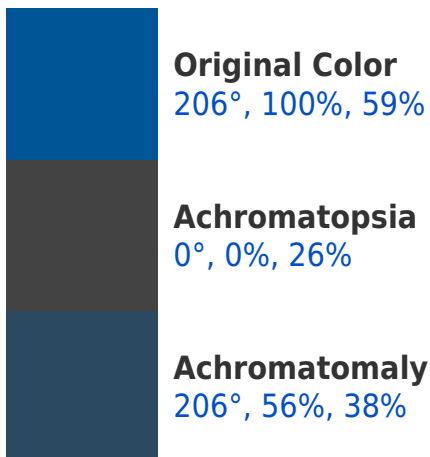 Original Color
206°, 100%, 59%
Achromatopsia
0°, 0%, 26%
Achromatomaly
206°, 56%, 38%